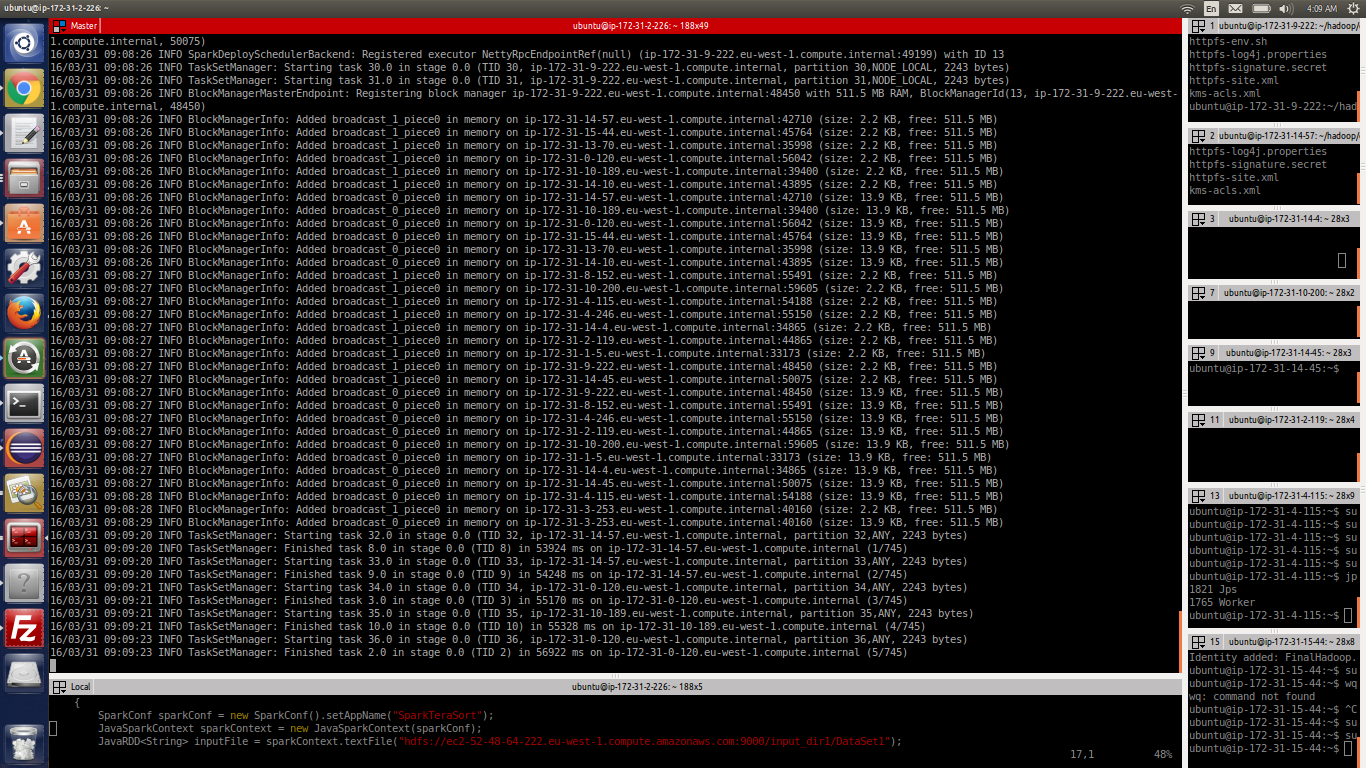 ubuntu@ip-172-31-2-226: ~
En
4:09 AM
Master
ubuntu@ip-172-31-2-226: ~ 188x49
1.compute.internal, 50075)
16/03/31 09:08:26 INFO SparkDeploySchedulerBackend: Registered executor NettyRpcEndpointRef(null) (ip-172-31-9-222.eu-west-1.compute.internal:49199) with ID 13
16/03/31 09:08:26 INFO TaskSetManager: Starting task 30.0 in stage 0.0 (TID 30, ip-172-31-9-222.eu-west-1.compute.internal, partition 30,NODE_LOCAL, 2243 bytes)
16/03/31 09:08:26 INFO TaskSetManager: Starting task 31.0 in stage 0.0 (TID 31, ip-172-31-9-222.eu-west-1.compute.internal, partition 31,NODE_LOCAL, 2243 bytes)
16/03/31 09:08:26 INFO BlockManagerMasterEndpoint: Registering block manager ip-172-31-9-222.eu-west-1.compute.internal:48450 with 511.5 MB RAM, BlockManagerId(13, ip-172-31-9-222.eu-west-
1.compute.internal, 48450)
16/03/31 09:08:26 INFO BlockManagerInfo: Added broadcast_1_piece0 in memory on ip-172-31-14-57.eu-west-1.compute.internal:42710 (size: 2.2 KB, free: 511.5 MB)
16/03/31 09:08:26 INFO BlockManagerInfo: Added broadcast_1_piece0 in memory on ip-172-31-15-44.eu-west-1.compute.internal:45764 (size: 2.2 KB, free: 511.5 MB)
16/03/31 09:08:26 INFO BlockManagerInfo: Added broadcast_1_piece0 in memory on ip-172-31-13-70.eu-west-1.compute.internal:35998 (size: 2.2 KB, free: 511.5 MB)
16/03/31 09:08:26 INFO BlockManagerInfo: Added broadcast_1_piece0 in memory on ip-172-31-0-120.eu-west-1.compute.internal:56042 (size: 2.2 KB, free: 511.5 MB)
16/03/31 09:08:26 INFO BlockManagerInfo: Added broadcast_1_piece0 in memory on ip-172-31-10-189.eu-west-1.compute.internal:39400 (size: 2.2 KB, free: 511.5 MB)
16/03/31 09:08:26 INFO BlockManagerInfo: Added broadcast_1_piece0 in memory on ip-172-31-14-10.eu-west-1.compute.internal:43895 (size: 2.2 KB, free: 511.5 MB)
16/03/31 09:08:26 INFO BlockManagerInfo: Added broadcast_0_piece0 in memory on ip-172-31-14-57.eu-west-1.compute.internal:42710 (size: 13.9 KB, free: 511.5 MB)
16/03/31 09:08:26 INFO BlockManagerInfo: Added broadcast_0_piece0 in memory on ip-172-31-10-189.eu-west-1.compute.internal:39400 (size: 13.9 KB, free: 511.5 MB)
16/03/31 09:08:26 INFO BlockManagerInfo: Added broadcast_0_piece0 in memory on ip-172-31-0-120.eu-west-1.compute.internal:56042 (size: 13.9 KB, free: 511.5 MB)
16/03/31 09:08:26 INFO BlockManagerInfo: Added broadcast_0_piece0 in memory on ip-172-31-15-44.eu-west-1.compute.internal:45764 (size: 13.9 KB, free: 511.5 MB)
16/03/31 09:08:26 INFO BlockManagerInfo: Added broadcast_0_piece0 in memory on ip-172-31-13-70.eu-west-1.compute.internal:35998 (size: 13.9 KB, free: 511.5 MB)
16/03/31 09:08:26 INFO BlockManagerInfo: Added broadcast_0_piece0 in memory on ip-172-31-14-10.eu-west-1.compute.internal:43895 (size: 13.9 KB, free: 511.5 MB)
16/03/31 09:08:27 INFO BlockManagerInfo: Added broadcast_1_piece0 in memory on ip-172-31-8-152.eu-west-1.compute.internal:55491 (size: 2.2 KB, free: 511.5 MB)
16/03/31 09:08:27 INFO BlockManagerInfo: Added broadcast_1_piece0 in memory on ip-172-31-10-200.eu-west-1.compute.internal:59605 (size: 2.2 KB, free: 511.5 MB)
16/03/31 09:08:27 INFO BlockManagerInfo: Added broadcast_1_piece0 in memory on ip-172-31-4-115.eu-west-1.compute.internal:54188 (size: 2.2 KB, free: 511.5 MB)
16/03/31 09:08:27 INFO BlockManagerInfo: Added broadcast_1_piece0 in memory on ip-172-31-4-246.eu-west-1.compute.internal:55150 (size: 2.2 KB, free: 511.5 MB)
16/03/31 09:08:27 INFO BlockManagerInfo: Added broadcast_1_piece0 in memory on ip-172-31-14-4.eu-west-1.compute.internal:34865 (size: 2.2 KB, free: 511.5 MB)
16/03/31 09:08:27 INFO BlockManagerInfo: Added broadcast_1_piece0 in memory on ip-172-31-2-119.eu-west-1.compute.internal:44865 (size: 2.2 KB, free: 511.5 MB)
16/03/31 09:08:27 INFO BlockManagerInfo: Added broadcast_1_piece0 in memory on ip-172-31-1-5.eu-west-1.compute.internal:33173 (size: 2.2 KB, free: 511.5 MB)
16/03/31 09:08:27 INFO BlockManagerInfo: Added broadcast_1_piece0 in memory on ip-172-31-9-222.eu-west-1.compute.internal:48450 (size: 2.2 KB, free: 511.5 MB)
16/03/31 09:08:27 INFO BlockManagerInfo: Added broadcast_1_piece0 in memory on ip-172-31-14-45.eu-west-1.compute.internal:50075 (size: 2.2 KB, free: 511.5 MB)
16/03/31 09:08:27 INFO BlockManagerInfo: Added broadcast_0_piece0 in memory on ip-172-31-9-222.eu-west-1.compute.internal:48450 (size: 13.9 KB, free: 511.5 MB)
16/03/31 09:08:27 INFO BlockManagerInfo: Added broadcast_0_piece0 in memory on ip-172-31-8-152.eu-west-1.compute.internal:55491 (size: 13.9 KB, free: 511.5 MB)
16/03/31 09:08:27 INFO BlockManagerInfo: Added broadcast_0_piece0 in memory on ip-172-31-4-246.eu-west-1.compute.internal:55150 (size: 13.9 KB, free: 511.5 MB)
16/03/31 09:08:27 INFO BlockManagerInfo: Added broadcast_0_piece0 in memory on ip-172-31-2-119.eu-west-1.compute.internal:44865 (size: 13.9 KB, free: 511.5 MB)
16/03/31 09:08:27 INFO BlockManagerInfo: Added broadcast_0_piece0 in memory on ip-172-31-10-200.eu-west-1.compute.internal:59605 (size: 13.9 KB, free: 511.5 MB)
16/03/31 09:08:27 INFO BlockManagerInfo: Added broadcast_0_piece0 in memory on ip-172-31-1-5.eu-west-1.compute.internal:33173 (size: 13.9 KB, free: 511.5 MB)
16/03/31 09:08:27 INFO BlockManagerInfo: Added broadcast_0_piece0 in memory on ip-172-31-14-4.eu-west-1.compute.internal:34865 (size: 13.9 KB, free: 511.5 MB)
16/03/31 09:08:27 INFO BlockManagerInfo: Added broadcast_0_piece0 in memory on ip-172-31-14-45.eu-west-1.compute.internal:50075 (size: 13.9 KB, free: 511.5 MB)
16/03/31 09:08:28 INFO BlockManagerInfo: Added broadcast_0_piece0 in memory on ip-172-31-4-115.eu-west-1.compute.internal:54188 (size: 13.9 KB, free: 511.5 MB)
16/03/31 09:08:28 INFO BlockManagerInfo: Added broadcast_1_piece0 in memory on ip-172-31-3-253.eu-west-1.compute.internal:40160 (size: 2.2 KB, free: 511.5 MB)
16/03/31 09:08:29 INFO BlockManagerInfo: Added broadcast_0_piece0 in memory on ip-172-31-3-253.eu-west-1.compute.internal:40160 (size: 13.9 KB, free: 511.5 MB)
16/03/31 09:09:20 INFO TaskSetManager: Starting task 32.0 in stage 0.0 (TID 32, ip-172-31-14-57.eu-west-1.compute.internal, partition 32,ANY, 2243 bytes)
16/03/31 09:09:20 INFO TaskSetManager: Finished task 8.0 in stage 0.0 (TID 8) in 53924 ms on ip-172-31-14-57.eu-west-1.compute.internal (1/745)
16/03/31 09:09:20 INFO TaskSetManager: Starting task 33.0 in stage 0.0 (TID 33, ip-172-31-14-57.eu-west-1.compute.internal, partition 33,ANY, 2243 bytes)
16/03/31 09:09:20 INFO TaskSetManager: Finished task 9.0 in stage 0.0 (TID 9) in 54248 ms on ip-172-31-14-57.eu-west-1.compute.internal (2/745)
16/03/31 09:09:21 INFO TaskSetManager: Starting task 34.0 in stage 0.0 (TID 34, ip-172-31-0-120.eu-west-1.compute.internal, partition 34,ANY, 2243 bytes)
16/03/31 09:09:21 INFO TaskSetManager: Finished task 3.0 in stage 0.0 (TID 3) in 55170 ms on ip-172-31-0-120.eu-west-1.compute.internal (3/745)
16/03/31 09:09:21 INFO TaskSetManager: Starting task 35.0 in stage 0.0 (TID 35, ip-172-31-10-189.eu-west-1.compute.internal, partition 35,ANY, 2243 bytes)
16/03/31 09:09:21 INFO TaskSetManager: Finished task 10.0 in stage 0.0 (TID 10) in 55328 ms on ip-172-31-10-189.eu-west-1.compute.internal (4/745)
16/03/31 09:09:23 INFO TaskSetManager: Starting task 36.0 in stage 0.0 (TID 36, ip-172-31-0-120.eu-west-1.compute.internal, partition 36,ANY, 2243 bytes)
16/03/31 09:09:23 INFO TaskSetManager: Finished task 2.0 in stage 0.0 (TID 2) in 56922 ms on ip-172-31-0-120.eu-west-1.compute.internal (5/745)
Local
ubuntu@ip-172-31-2-226: ~ 188x5
{
SparkConf sparkConf = new SparkConf().setAppName("SparkTeraSort");
JavaSparkContext sparkContext = new JavaSparkContext(sparkConf);
JavaRDD<String> inputFile = sparkContext.textFile("hdfs://ec2-52-48-64-222.eu-west-1.compute.amazonaws.com:9000/input_dir1/DataSet1");
17,1
48%
1 ubuntu@ip-172-31-9-222: ~/hadoop/
httpfs-env.sh
httpfs-log4j.properties
httpfs-signature.secret
httpfs-site.xml
kms-acls.xml
ubuntu@ip-172-31-9-222:~/had
2 ubuntu@ip-172-31-14-57: ~/hadoop/
httpfs-log4j.properties
httpfs-signature.secret
httpfs-site.xml
kms-acls.xml
3 ubuntu@ip-172-31-14-4: ~ 28x3
7 ubuntu@ip-172-31-10-200: ~ 28x2
9 ubuntu@ip-172-31-14-45: ~ 28x3
ubuntu@ip-172-31-14-45:~$
11 ubuntu@ip-172-31-2-119: ~ 28x4
13 ubuntu@ip-172-31-4-115: ~ 28x9
ubuntu@ip-172-31-4-115:~$ su
ubuntu@ip-172-31-4-115:~$ su
ubuntu@ip-172-31-4-115:~$ su
ubuntu@ip-172-31-4-115:~$ su
ubuntu@ip-172-31-4-115:~$ su
ubuntu@ip-172-31-4-115:~$ jp
1821 Jps
1765 Worker
ubuntu@ip-172-31-4-115:~$
15 ubuntu@ip-172-31-15-44: ~ 28x8
Identity added: FinalHadoop.
ubuntu@ip-172-31-15-44:~$ su
ubuntu@ip-172-31-15-44:~$ wq
wq: command not found
ubuntu@ip-172-31-15-44:~$ ^C
ubuntu@ip-172-31-15-44:~$ su
ubuntu@ip-172-31-15-44:~$ su
ubuntu@ip-172-31-15-44:~$